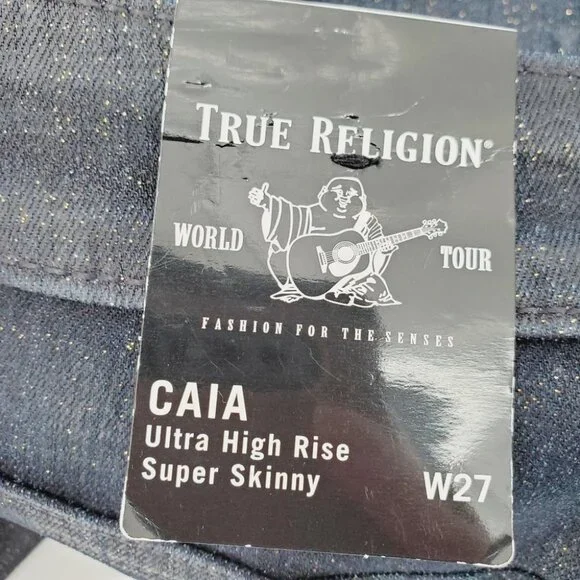 TRUE RELIGION®
WORLD TOUR
FASHION FOR THE SENSES
CAIA
Ultra High Rise
Super Skinny W27